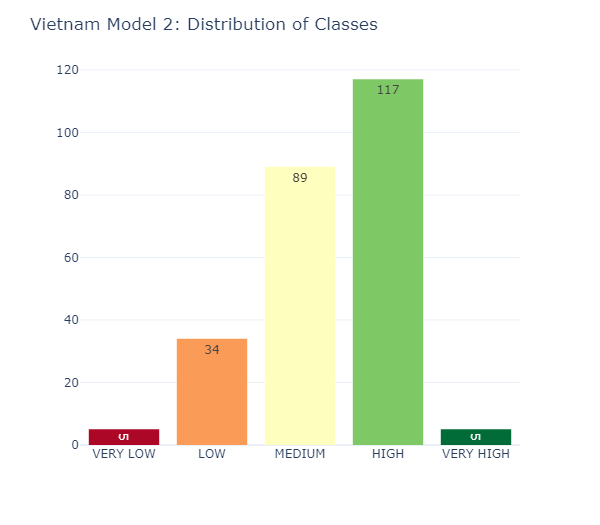 Vietnam Model 2: Distribution of Classes
120
100
80
60
40
20
0
117
89
34
5
5
VERY LOW
LOW
MEDIUM
HIGH
VERY HIGH